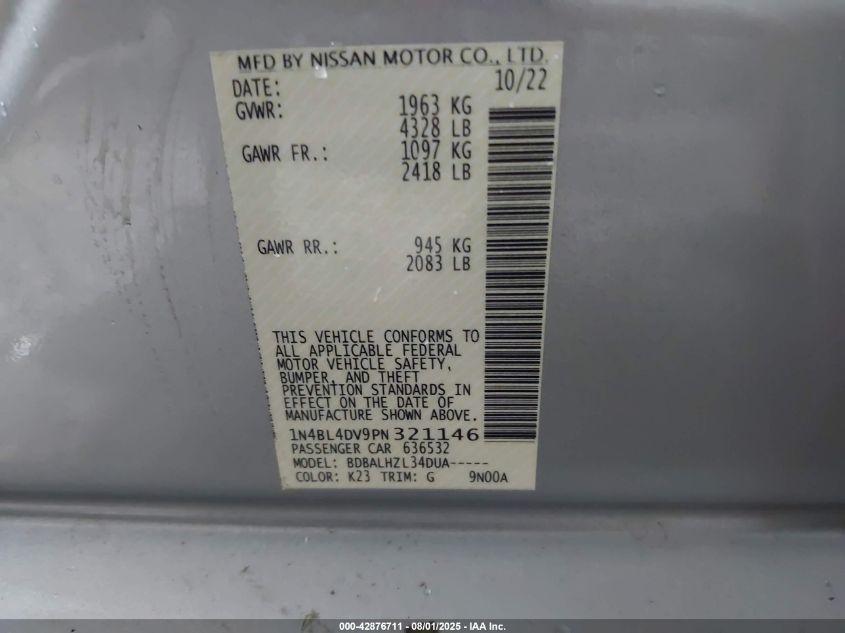 MFD BY NISSAN MOTOR CO., LTD.
DATE: 10/22
GVWR: 1963 KG
4328 LB
GAWR FR.: 1097 KG
2418 LB
GAWR RR.: 945 KG
2083 LB
THIS VEHICLE CONFORMS TO
ALL APPLICABLE FEDERAL
MOTOR VEHICLE SAFETY,
BUMPER, AND THEFT
PREVENTION STANDARDS IN
EFFECT ON THE DATE OF
MANUFACTURE SHOWN ABOVE.
1N4BL4DV9PN321146
PASSENGER CAR 636532
MODEL: BDBALHZL34DUA-----
COLOR: K23 TRIM: G 9N00A
000-42876711 - 08/01/2025 - IAA Inc.